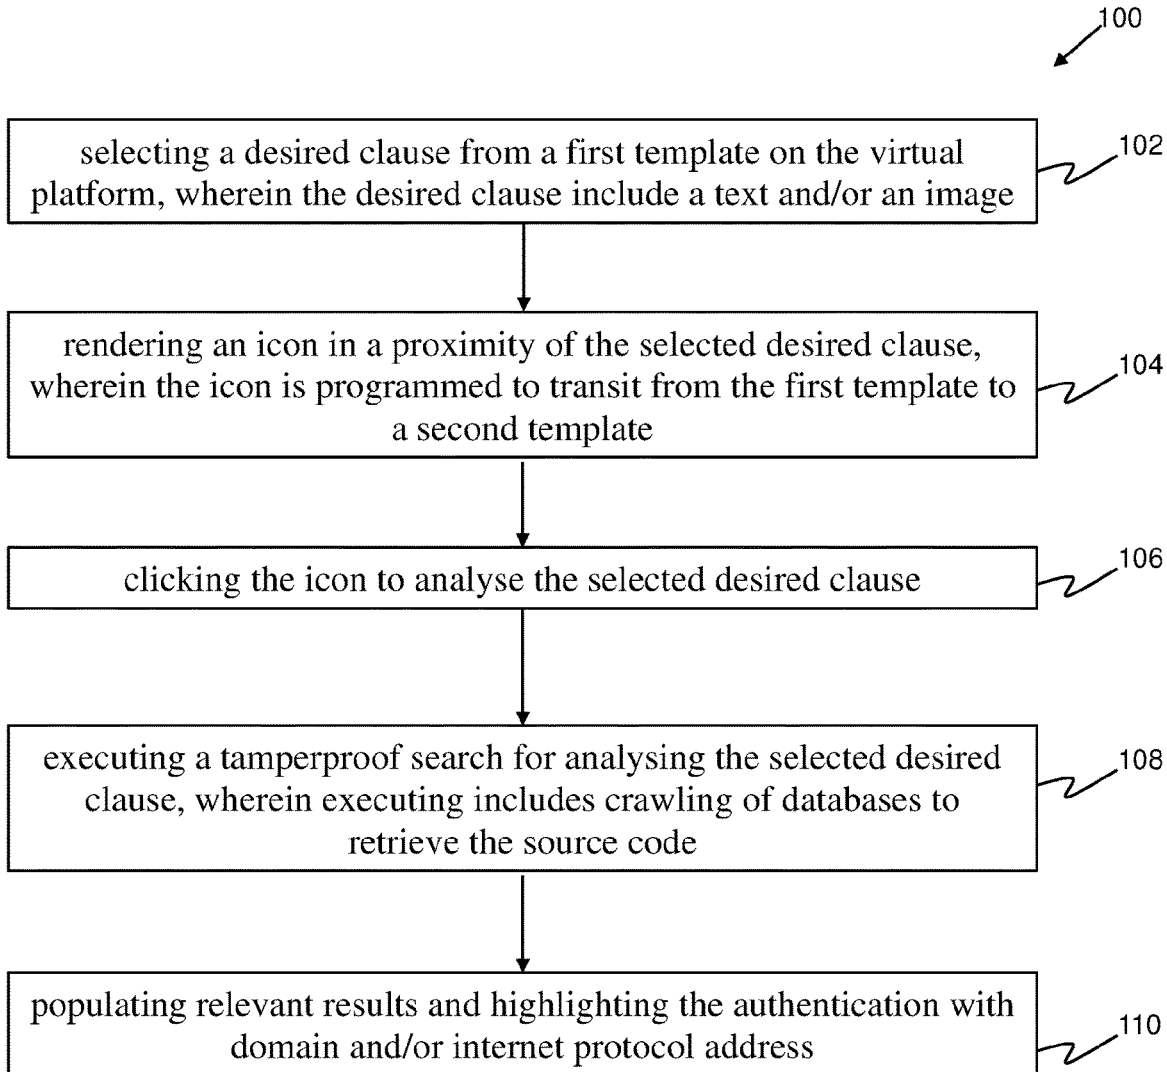 100
selecting a desired clause from a first template on the virtual
platform, wherein the desired clause include a text and/or an image
102
rendering an icon in a proximity of the selected desired clause,
wherein the icon is programmed to transit from the first template to
a second template
104
clicking the icon to analyse the selected desired clause
106
executing a tamperproof search for analysing the selected desired
clause, wherein executing includes crawling of databases to
retrieve the source code
108
populating relevant results and highlighting the authentication with
domain and/or internet protocol address
110